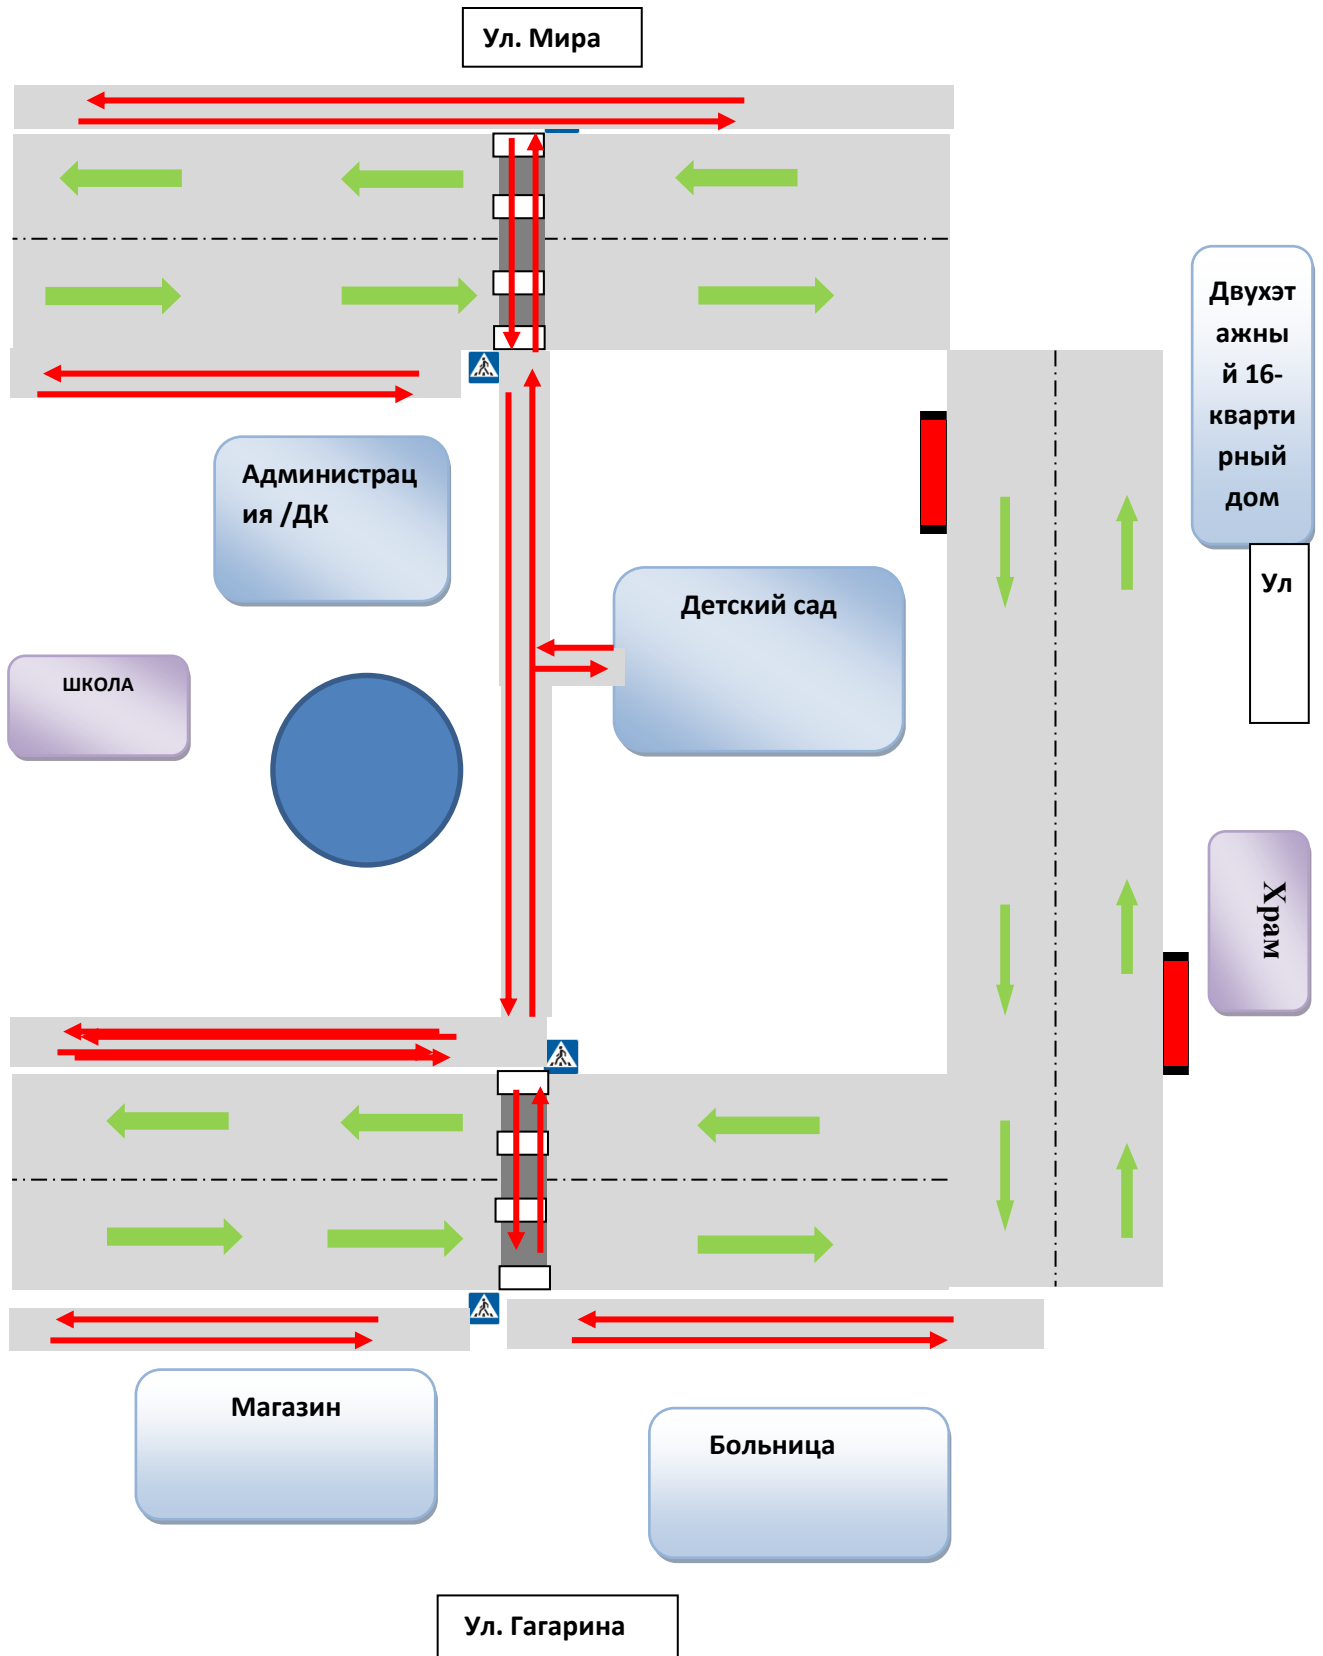 Ул. Мира
Двухэт
ажны
й 16-
кварти
рный
дом
Администрац
ия /ДК
Ул
Детский сад
ШКОЛА
Храм
Магазин
Больница
Ул. Гагарина